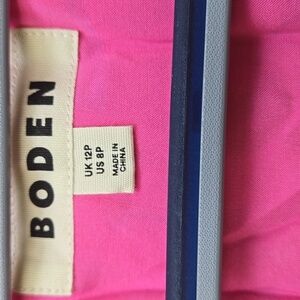 BODEN
UK 12P
US 8P
MADE IN
CHINA